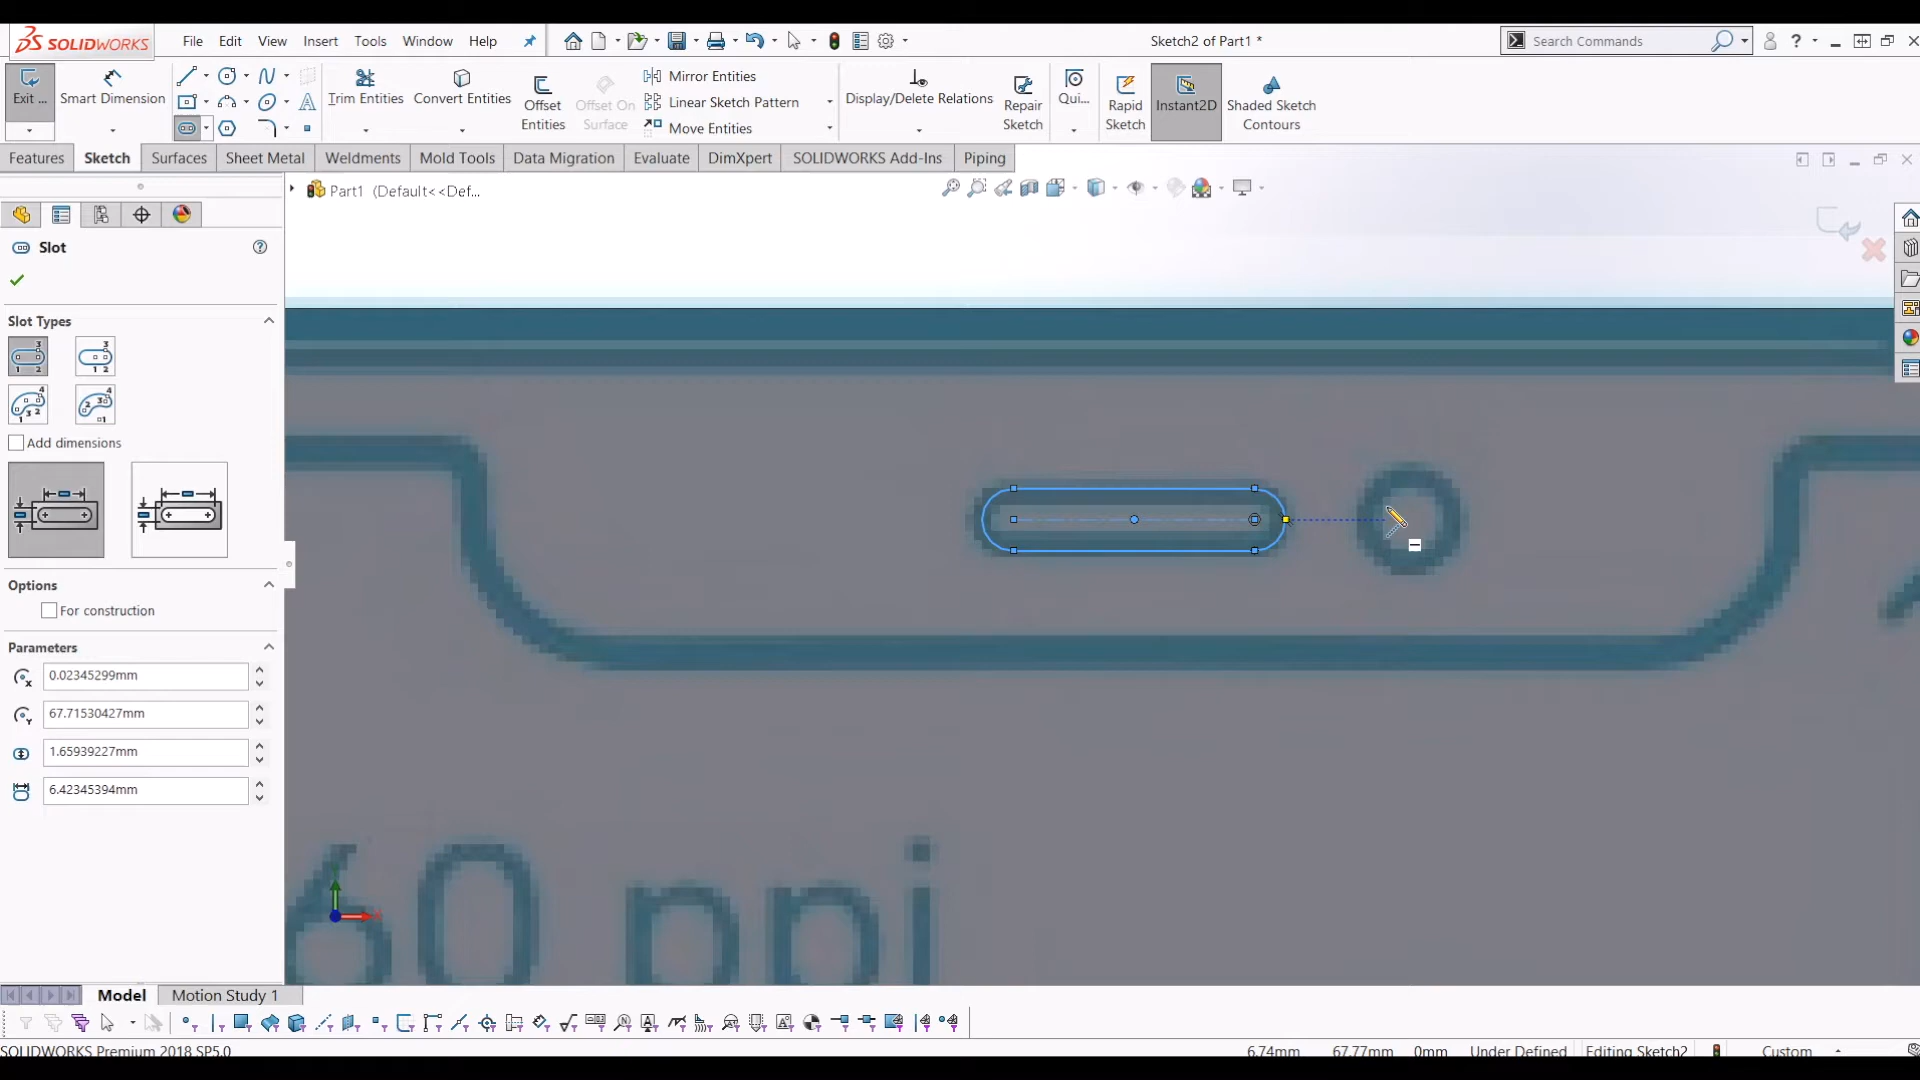 SOLIDWORKS File Edit View Insert Tools Window Help Sketch2 of Part1 * Search Commands
Exit ... Smart Dimension Trim Entities Convert Entities Offset Entities Offset On Surface Mirror Entities Linear Sketch Pattern Move Entities Display/Delete Relations Repair Sketch Qui... Rapid Sketch Instant2D Shaded Sketch Contours
Features Sketch Surfaces Sheet Metal Weldments Mold Tools Data Migration Evaluate DimXpert SOLIDWORKS Add-Ins Piping
Part1 (Default<<Def...
Slot
Slot Types
Add dimensions
Options
For construction
Parameters
0.02345299mm
67.71530427mm
1.65939227mm
6.42345394mm
60 ppi
Model Motion Study 1
SOLIDWORKS Premium 2018 SP5.0 6.74mm 67.77mm 0mm Under Defined Editing Sketch2 Custom